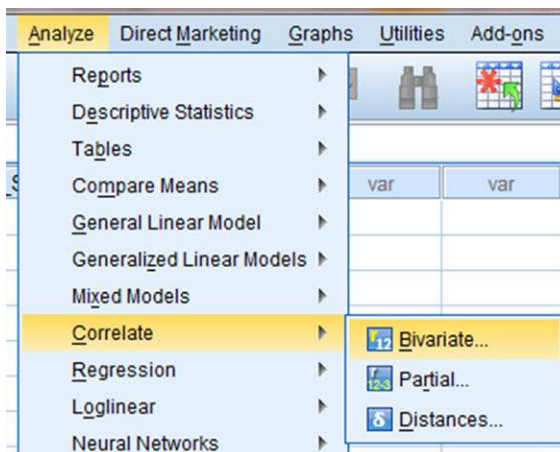 Analyze Direct Marketing Graphs Utilities Add-ons
Reports
Descriptive Statistics
Tables
Compare Means var var
General Linear Model
Generalized Linear Models
Mixed Models
Correlate Bivariate...
Regression Partial...
Loglinear Distances...
Neural Networks